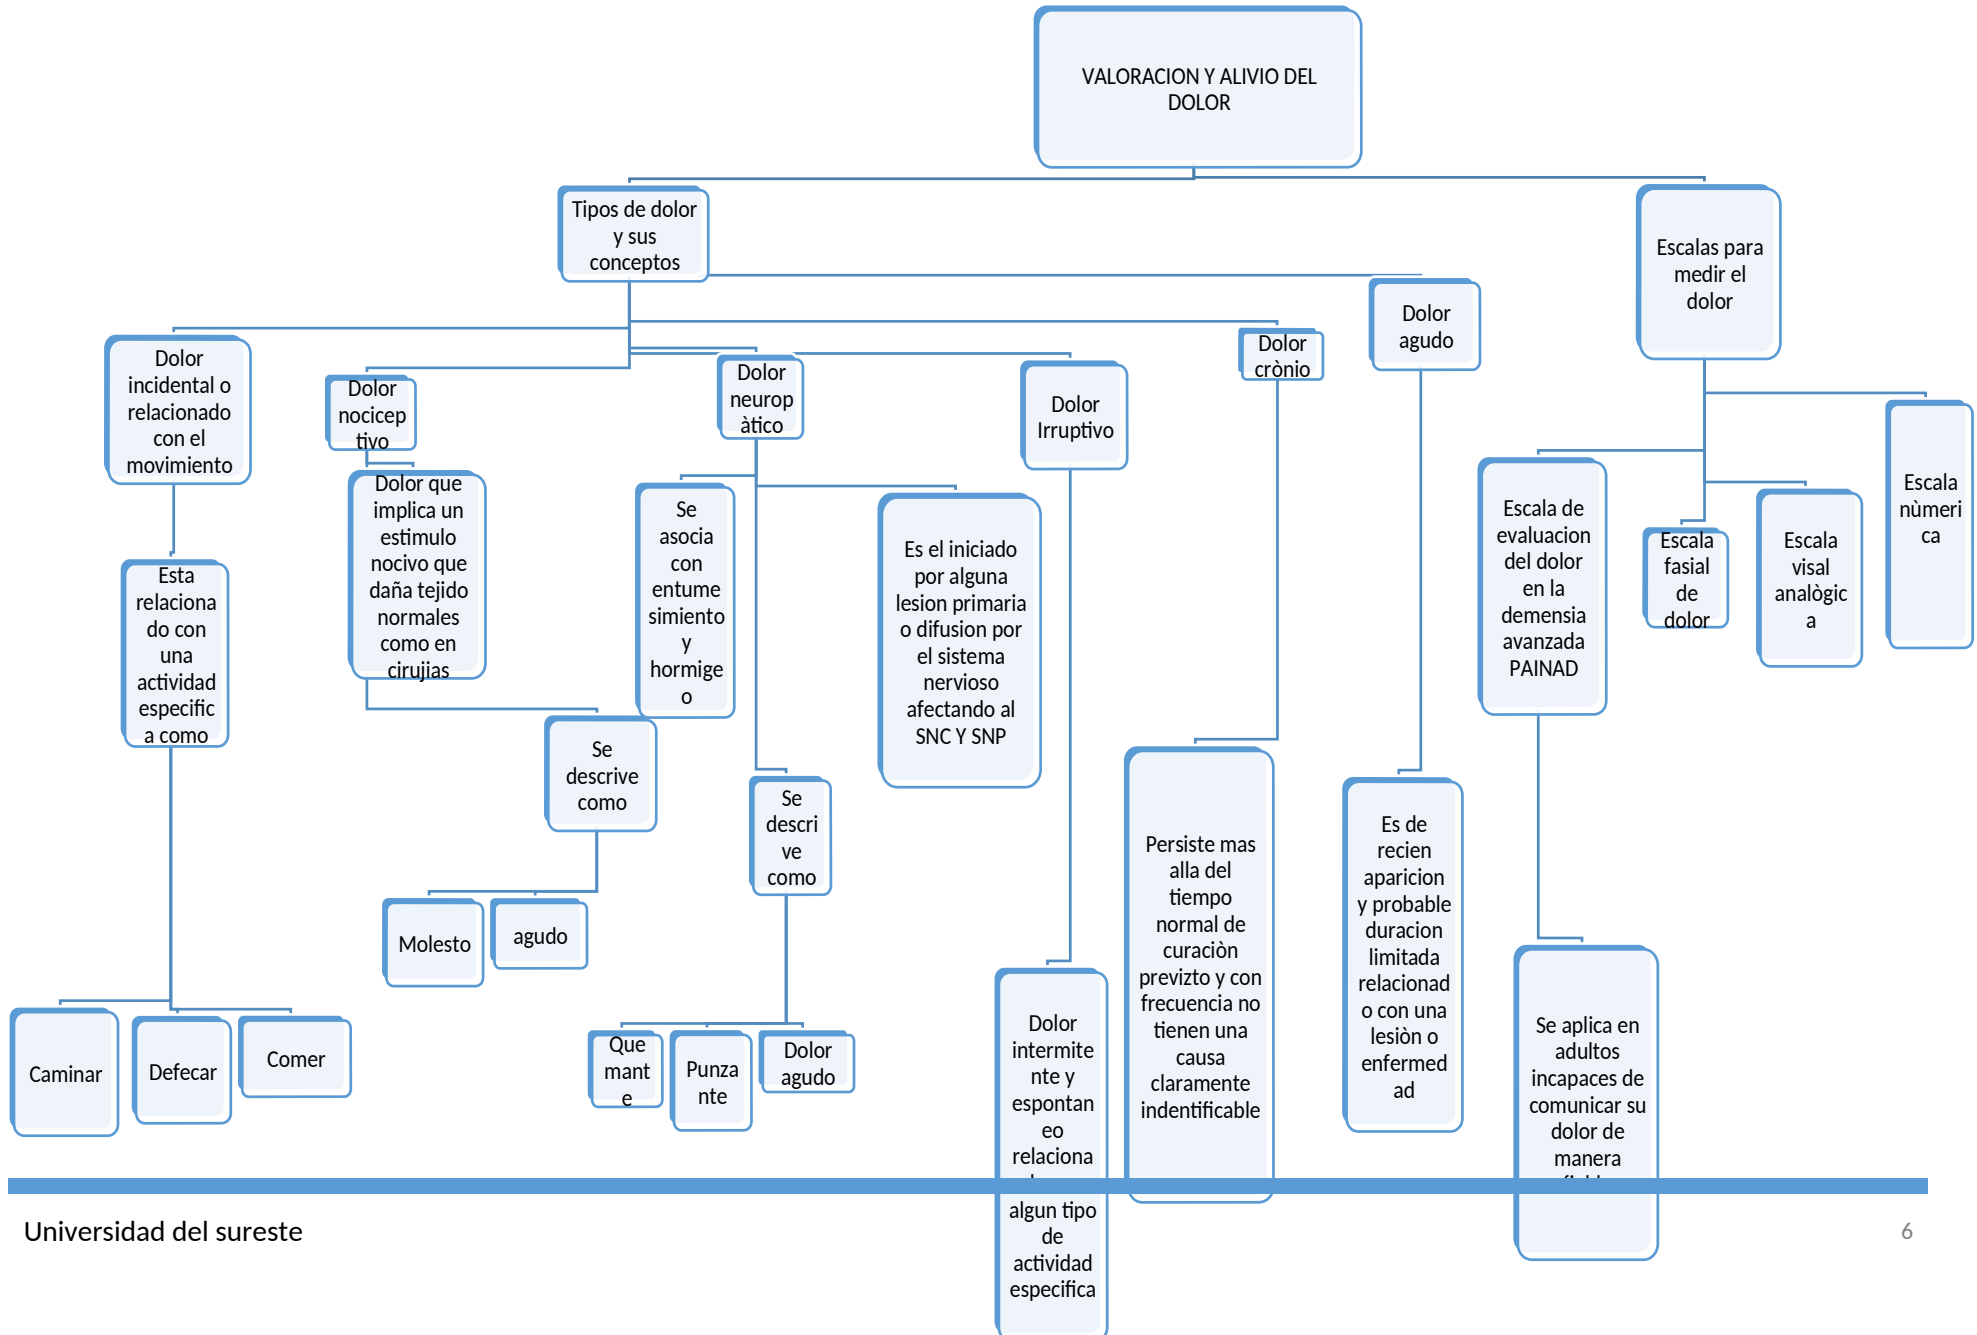 VALORACION Y ALIVIO DEL
DOLOR
Tipos de dolor
y sus
conceptos
Escalas para
medir el
dolor
Dolor
incidental o
relacionado
con el
movimiento
Esta
relaciona
do con
una
actividad
especific
a como
Caminar
Defecar
Comer
Dolor
nocicep
tivo
Dolor que
implica un
estimulo
nocivo que
daña tejido
normales
como en
cirujias
Se
descrive
como
Molesto
agudo
Dolor
neurop
àtico
Se
asocia
con
entume
simiento
y
hormige
o
Es el iniciado
por alguna
lesion primaria
o difusion por
el sistema
nervioso
afectando al
SNC Y SNP
Se
descri
ve
como
Que
mant
e
Punza
nte
Dolor
agudo
Dolor
Irruptivo
Dolor
intermite
nte y
espontan
eo
relaciona
algun tipo
de
actividad
especifica
Dolor
crònio
Persiste mas
alla del
tiempo
normal de
curaciòn
previzto y con
frecuencia no
tienen una
causa
claramente
indentificable
Dolor
agudo
Es de
recien
aparicion
y probable
duracion
limitada
relacionad
o con una
lesiòn o
enfermed
ad
Escala de
evaluacion
del dolor
en la
demensia
avanzada
PAINAD
Se aplica en
adultos
incapaces de
comunicar su
dolor de
manera
Escala
fasial
de
dolor
Escala
visal
analògic
a
Escala
nùmeri
ca
Universidad del sureste
6